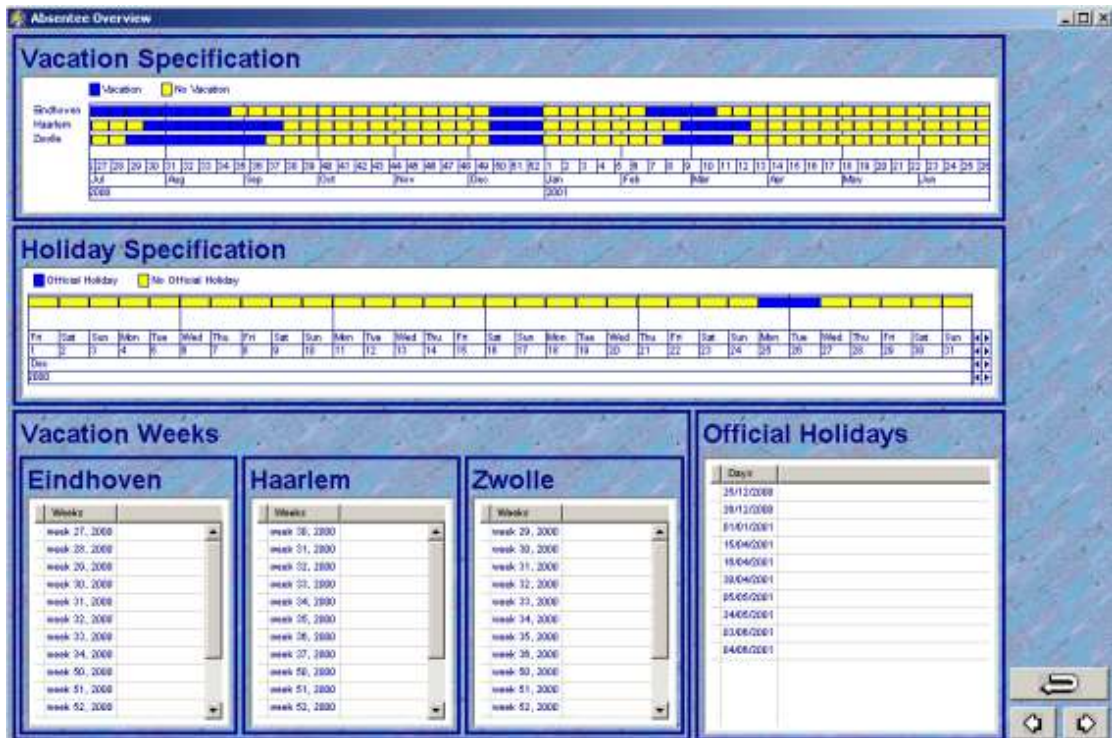 Absentee Overview
Vacation Specification
Vacation No Vacation
Eindhoven
Haarlem
Zwolle
27 28 29 30 31 32 33 34 35 36 37 38 39 40 41 42 43 44 45 46 47 48 49 50 51 52 1 2 3 4 5 6 7 8 9 10 11 12 13 14 15 16 17 18 19 20 21 22 23 24 25 26
Jul Aug Sep Oct Nov Dec Jan Feb Mar Apr May Jun
2000 2001
Holiday Specification
Official Holiday No Official Holiday
Fri Sat Sun Mon Tue Wed Thu Fri Sat Sun Mon Tue Wed Thu Fri Sat Sun Mon Tue Wed Thu Fri Sat Sun Mon Tue Wed Thu Fri Sat Sun
2 3 4 5 6 7 8 9 10 11 12 13 14 15 16 17 18 19 20 21 22 23 24 25 26 27 28 29 30 31
Dec
2000
Vacation Weeks
Eindhoven
Weeks
week 27, 2000
week 28, 2000
week 29, 2000
week 30, 2000
week 31, 2000
week 32, 2000
week 33, 2000
week 34, 2000
week 50, 2000
week 51, 2000
week 52, 2000
Haarlem
Weeks
week 30, 2000
week 31, 2000
week 32, 2000
week 33, 2000
week 34, 2000
week 35, 2000
week 36, 2000
week 37, 2000
week 50, 2000
week 51, 2000
week 52, 2000
Zwolle
Weeks
week 29, 2000
week 30, 2000
week 31, 2000
week 32, 2000
week 33, 2000
week 34, 2000
week 35, 2000
week 36, 2000
week 50, 2000
week 51, 2000
week 52, 2000
Official Holidays
Days
25/12/2000
26/12/2000
01/01/2001
15/04/2001
16/04/2001
30/04/2001
05/05/2001
24/05/2001
03/06/2001
04/06/2001